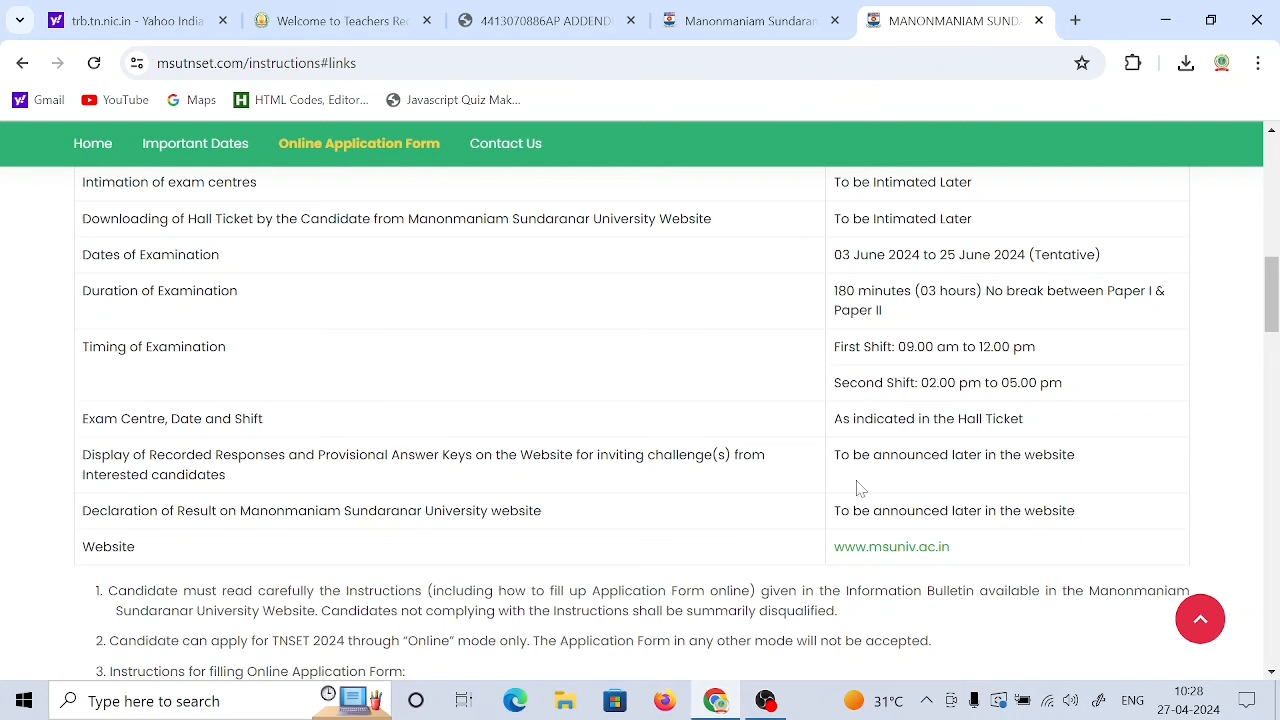 trb.tn.nic.in - Yahoo India
Welcome to Teachers Rec
4413070886AP ADDEND
Manonmaniam Sundaran
MANONMANIAM SUND
msutnset.com/instructions#links
Gmail
YouTube
Maps
HTML Codes, Editor...
Javascript Quiz Mak...
Home
Important Dates
Online Application Form
Contact Us
Intimation of exam centres
To be Intimated Later
Downloading of Hall Ticket by the Candidate from Manonmaniam Sundaranar University Website
To be Intimated Later
Dates of Examination
03 June 2024 to 25 June 2024 (Tentative)
Duration of Examination
180 minutes (03 hours) No break between Paper I &
Paper II
Timing of Examination
First Shift: 09.00 am to 12.00 pm
Second Shift: 02.00 pm to 05.00 pm
Exam Centre, Date and Shift
As indicated in the Hall Ticket
Display of Recorded Responses and Provisional Answer Keys on the Website for inviting challenge(s) from
Interested candidates
To be announced later in the website
Declaration of Result on Manonmaniam Sundaranar University website
To be announced later in the website
Website
www.msuniv.ac.in
1. Candidate must read carefully the Instructions (including how to fill up Application Form online) given in the Information Bulletin available in the Manonmaniam
Sundaranar University Website. Candidates not complying with the Instructions shall be summarily disqualified.
2. Candidate can apply for TNSET 2024 through “Online” mode only. The Application Form in any other mode will not be accepted.
3. Instructions for filling Online Application Form:
Type here to search
31°C
ENG
10:28
27-04-2024